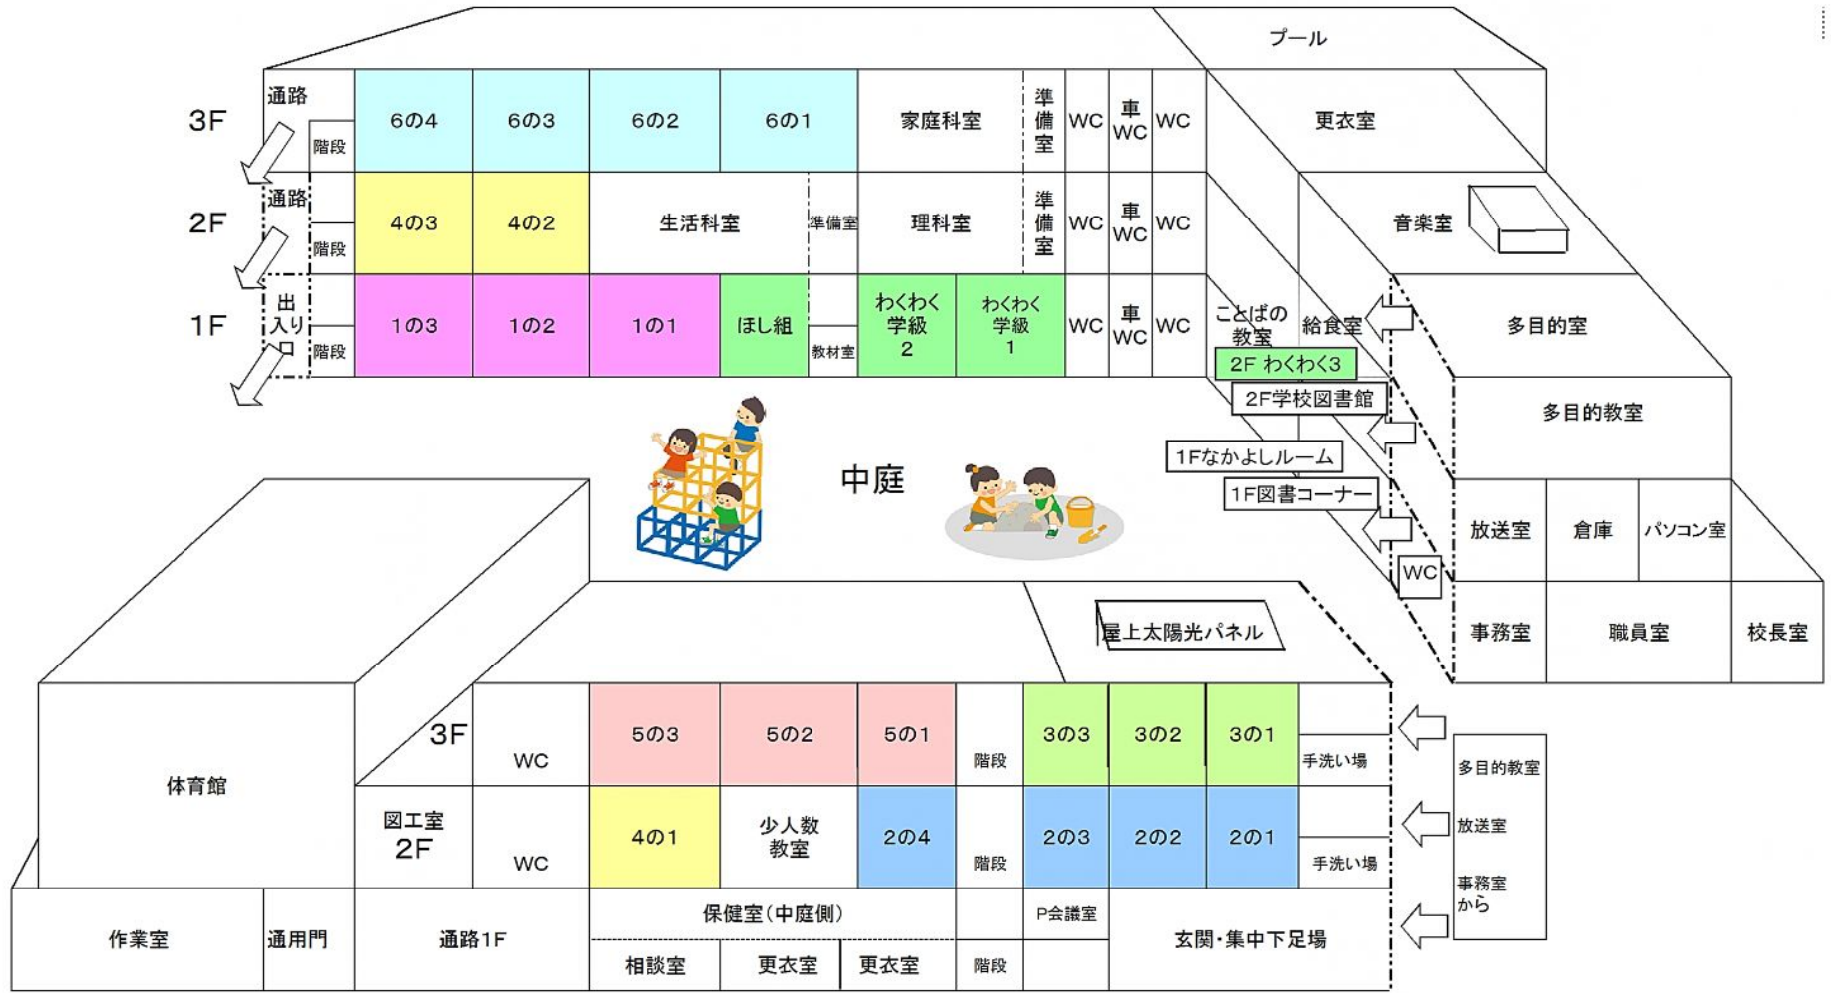 プール
3F
通路
階段
6の4
6の3
6の2
6の1
家庭科室
準
備
室
WC
車
WC
WC
更衣室
2F
通路
階段
4の3
4の2
生活科室
準備室
理科室
準
備
室
WC
車
WC
WC
音楽室
1F
出
入り
口
階段
1の3
1の2
1の1
ほし組
教材室
わくわく
学級
2
わくわく
学級
1
WC
車
WC
WC
ことばの
教室
給食室
多目的室
2F わくわく3
2F学校図書館
多目的教室
1Fなかよしルーム
1F図書コーナー
中庭
放送室
倉庫
パソコン室
WC
事務室
職員室
校長室
屋上太陽光パネル
体育館
3F
WC
5の3
5の2
5の1
階段
3の3
3の2
3の1
手洗い場
多目的教室
図工室
2F
WC
4の1
少人数
教室
2の4
階段
2の3
2の2
2の1
手洗い場
放送室
事務室
から
作業室
通用門
通路1F
保健室(中庭側)
相談室
更衣室
更衣室
階段
P会議室
玄関・集中下足場